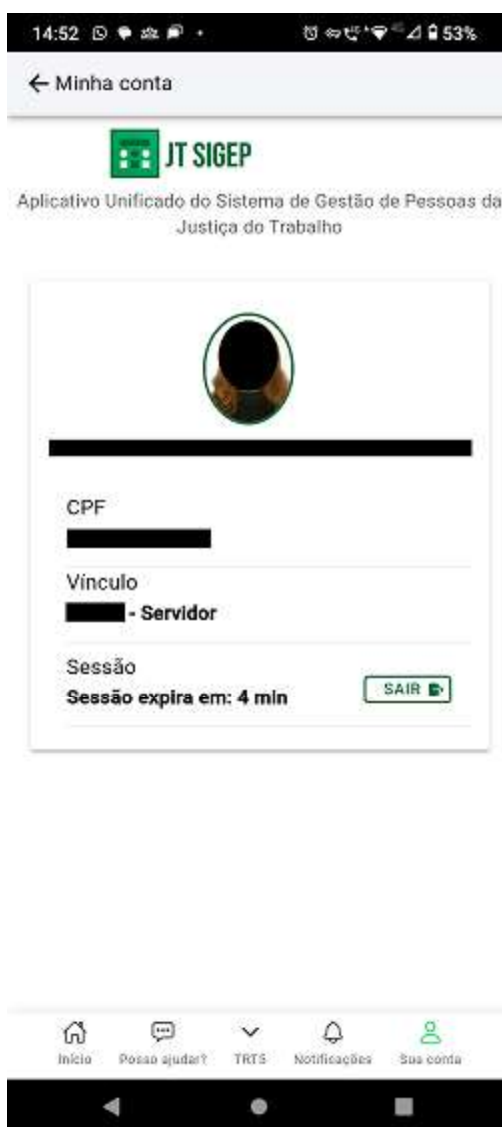 14:52
53%
Minha conta
JT SIGEP
Aplicativo Unificado do Sistema de Gestão de Pessoas da
Justiça do Trabalho
CPF
Vínculo
- Servidor
Sessão
Sessão expira em: 4 min
SAIR
Início Posso ajudar? TRT5 Notificações Sua conta